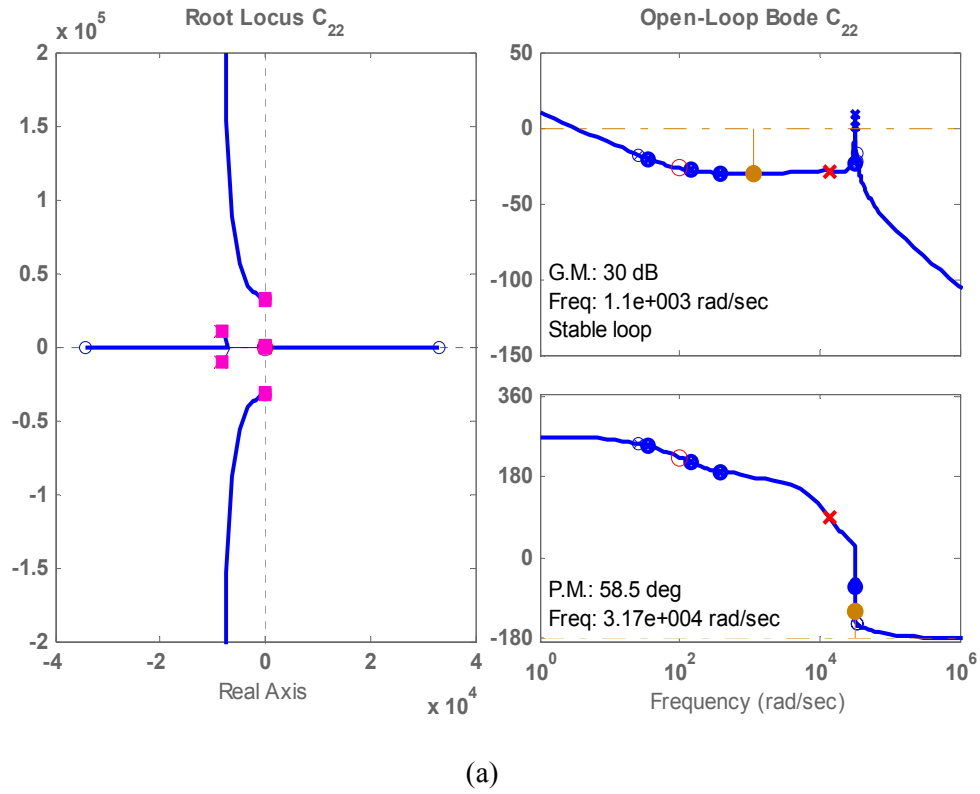 Root Locus C22
x 10^5
2
1.5
1
0.5
0
-0.5
-1
-1.5
-2
-4
-2
0
2
4
Real Axis
x 10^4
Open-Loop Bode C22
50
0
-50
-100
-150
G.M.: 30 dB
Freq: 1.1e+003 rad/sec
Stable loop
360
180
0
-180
P.M.: 58.5 deg
Freq: 3.17e+004 rad/sec
10^0
10^2
10^4
10^6
Frequency (rad/sec)
(a)